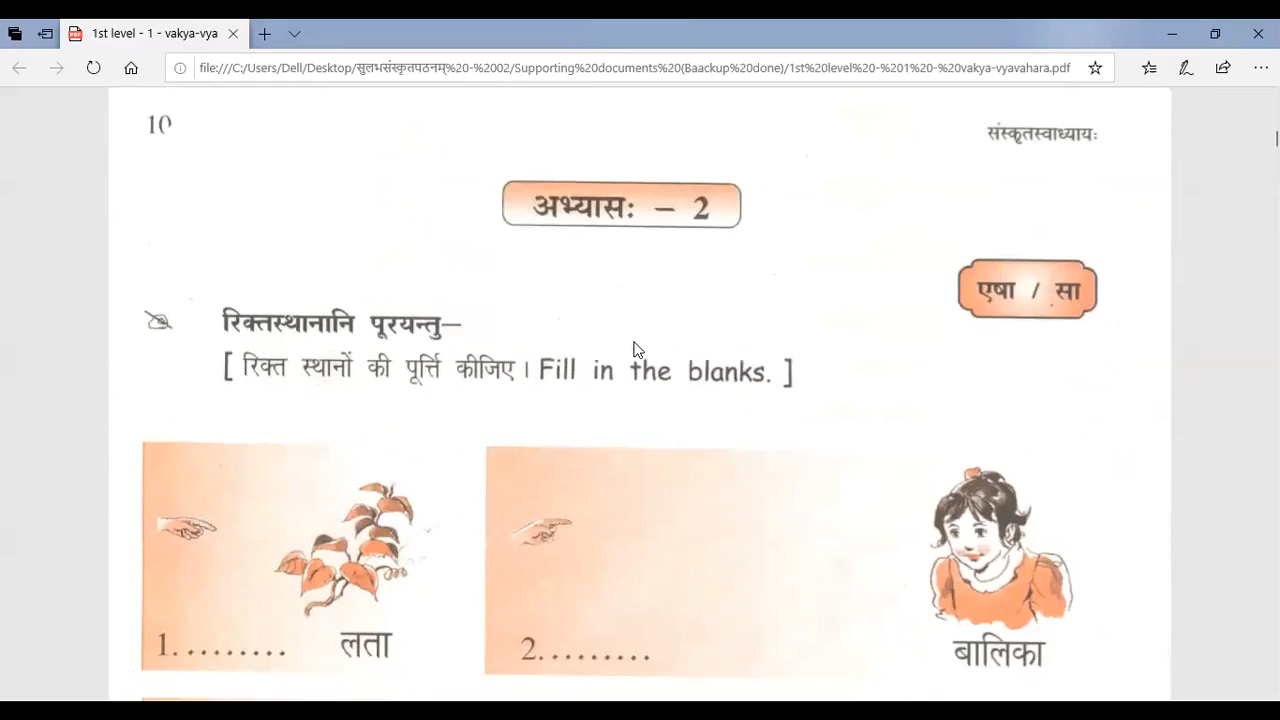 1st level - 1 - vakya-vya
file:///C:/Users/Dell/Desktop/सुलभसंस्कृतपठनम्%20-%2002/Supporting%20documents%20(Baackup%20done)/1st%20level%20-%201%20-%20vakya-vyavahara.pdf
10
संस्कृतस्वाध्यायः
अभ्यासः – 2
एषा / सा
रिक्तस्थानानि पूरयन्तु–
[ रिक्त स्थानों की पूर्त्ति कीजिए। Fill in the blanks. ]
1. ........ लता
2. ........ बालिका